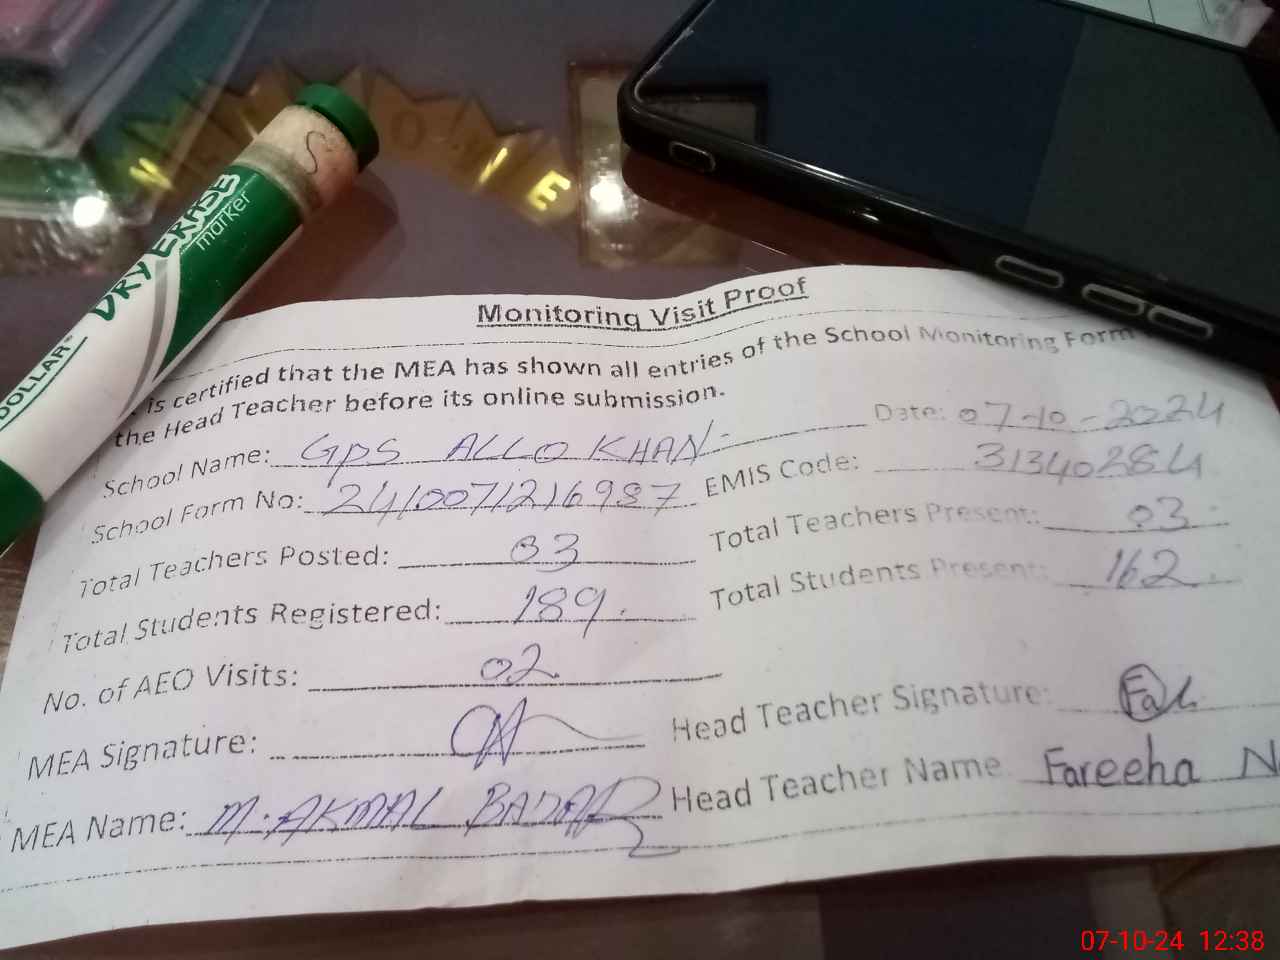 DOLLAR®
DRY ERASE
marker
S
Monitoring Visit Proof
is certified that the MEA has shown all entries of the School Monitoring Form
the Head Teacher before its online submission.
School Name: GPS ALLO KHAN Date: 07-10-2024
School Form No: 2410071216987 EMIS Code: 31340284
Total Teachers Posted: 03 Total Teachers Present: 03
Total Students Registered: 189 Total Students Present: 162
No. of AEO Visits: 02
MEA Signature: Head Teacher Signature:
MEA Name: M. AKMAL BADAR Head Teacher Name Fareeha
07-10-24 12:38